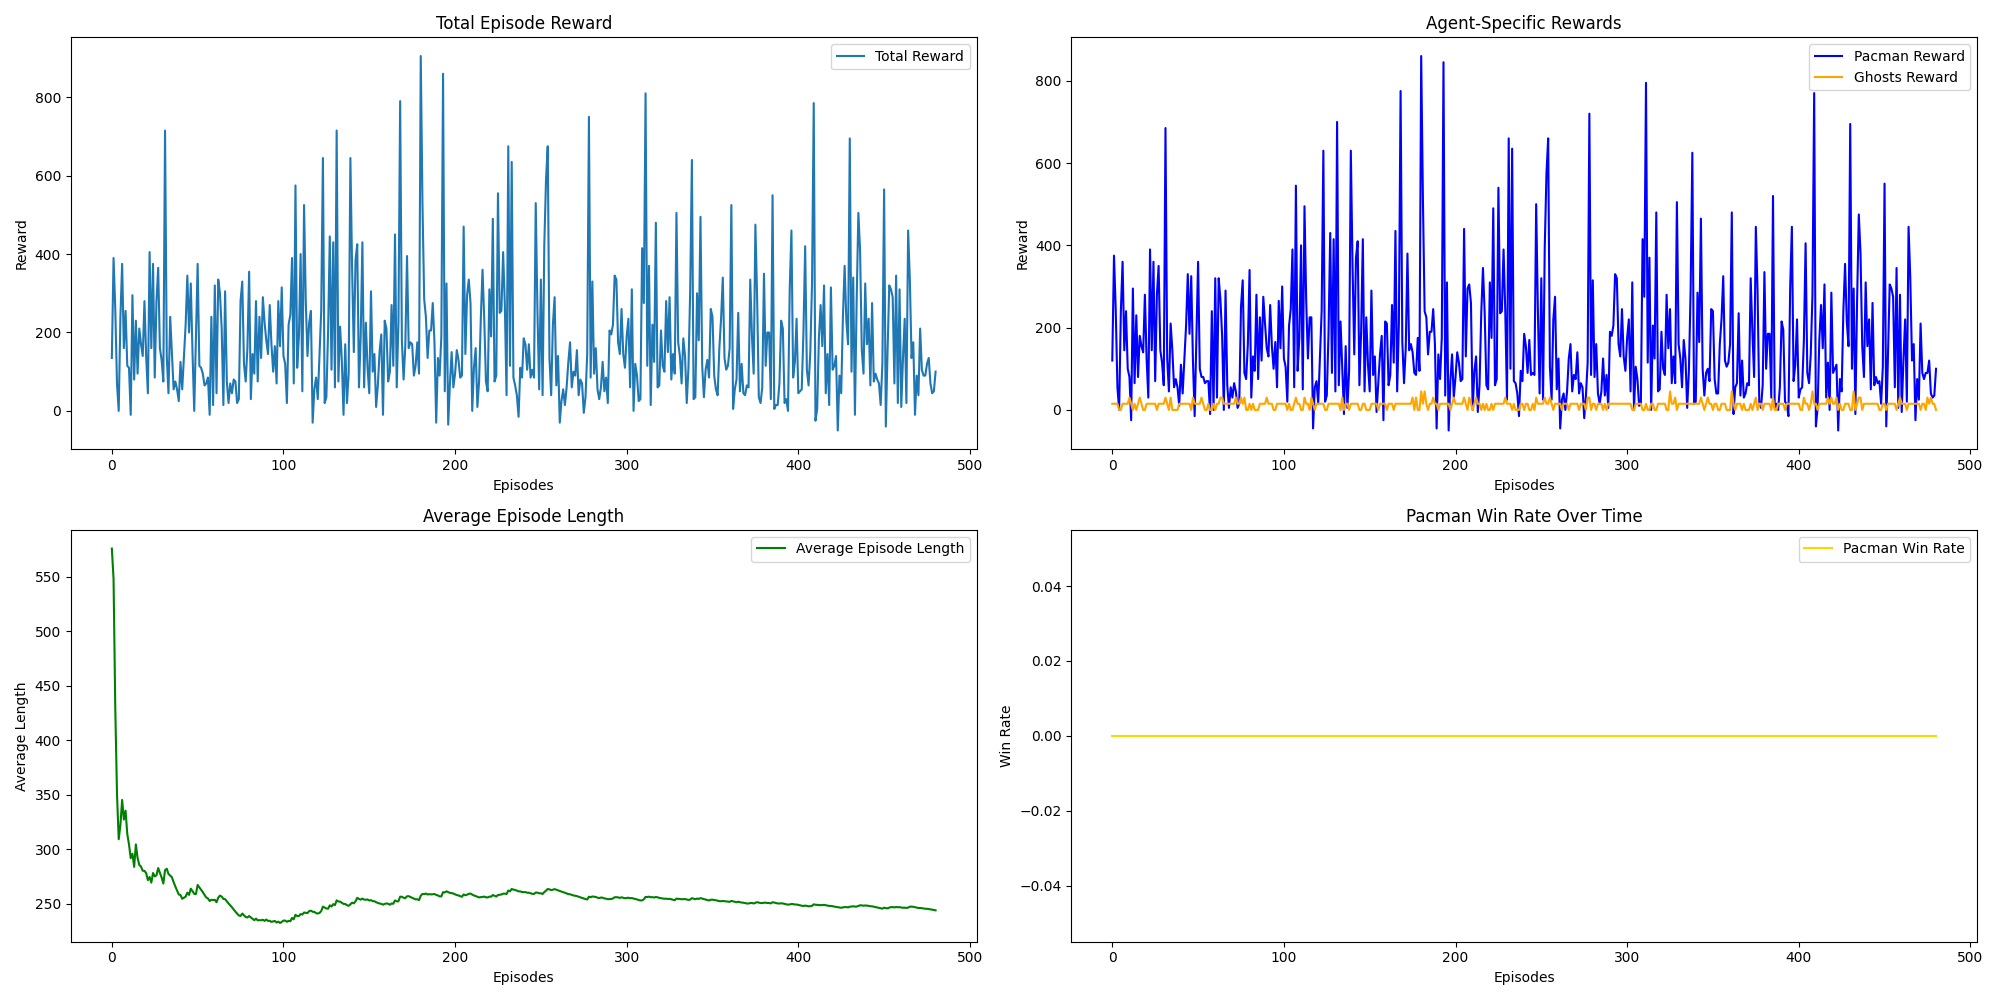 Total Episode Reward
Total Reward
Reward
800
600
400
200
0
0 100 200 300 400 500
Episodes
Agent-Specific Rewards
Pacman Reward
Ghosts Reward
Reward
800
600
400
200
0
0 100 200 300 400 500
Episodes
Average Episode Length
Average Episode Length
Average Length
550
500
450
400
350
300
250
0 100 200 300 400 500
Episodes
Pacman Win Rate Over Time
Pacman Win Rate
Win Rate
0.04
0.02
0.00
−0.02
−0.04
0 100 200 300 400 500
Episodes